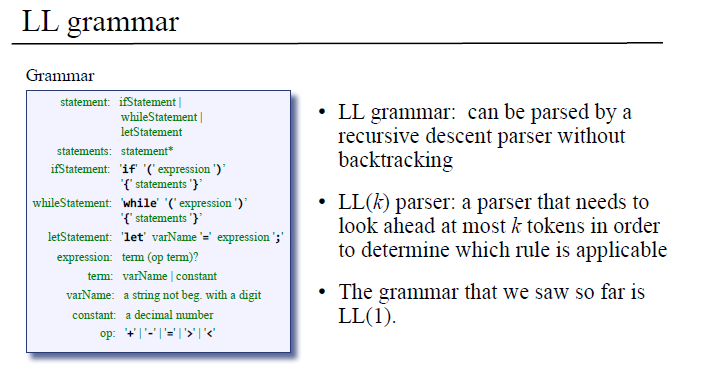 LL grammar
Grammar
statement: ifStatement |
whileStatement |
letStatement
statements: statement*
ifStatement: 'if' '(' expression ')'
'{' statements '}'
whileStatement: 'while' '(' expression ')'
'{' statements '}'
letStatement: 'let' varName '=' expression ';'
expression: term (op term)?
term: varName | constant
varName: a string not beg. with a digit
constant: a decimal number
op: '+' | '-' | '=' | '>' | '<'
• LL grammar: can be parsed by a
recursive descent parser without
backtracking
• LL(k) parser: a parser that needs to
look ahead at most k tokens in order
to determine which rule is applicable
• The grammar that we saw so far is
LL(1).